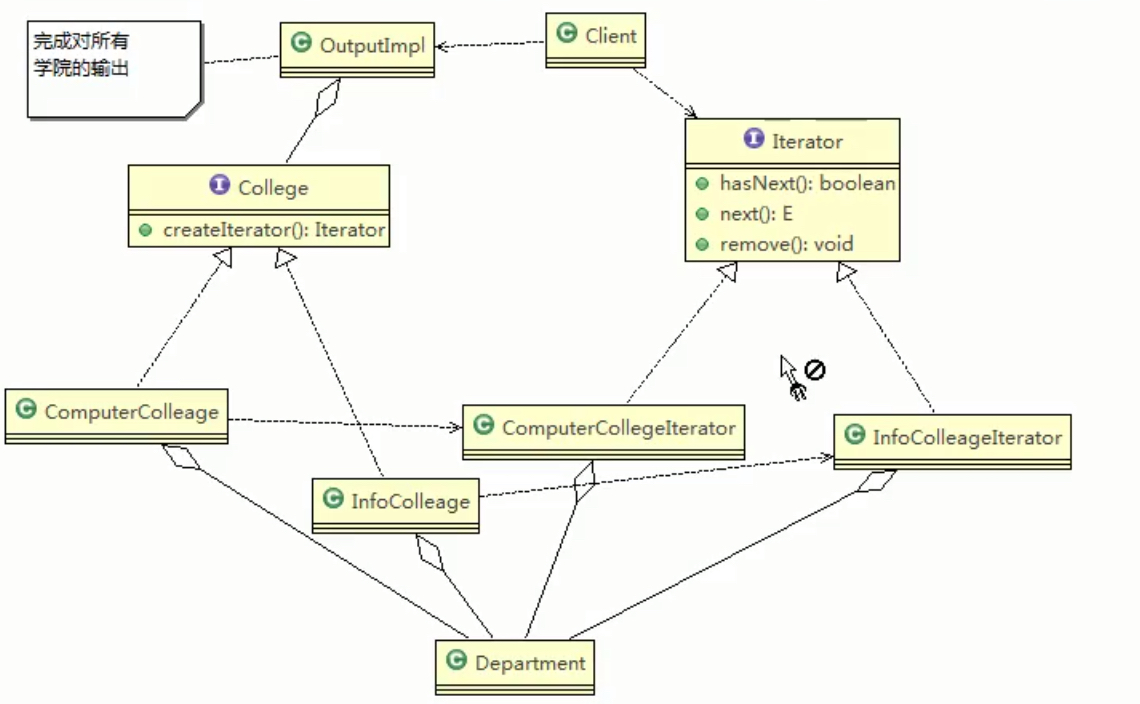 完成对所有
学院的输出
C OutputImpl
C Client
I Iterator
hasNext(): boolean
next(): E
remove(): void
I College
createIterator(): Iterator
C ComputerColleage
C ComputerCollegeIterator
C InfoColleageIterator
C InfoColleage
C Department